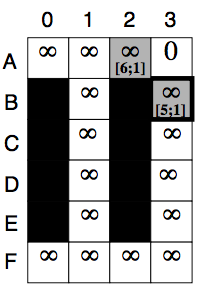 0 1 2 3
A ∞ ∞ ∞ 0
[6;1]
B ∞ ∞
[5;1]
C ∞ ∞
D ∞ ∞
E ∞ ∞
F ∞ ∞ ∞ ∞